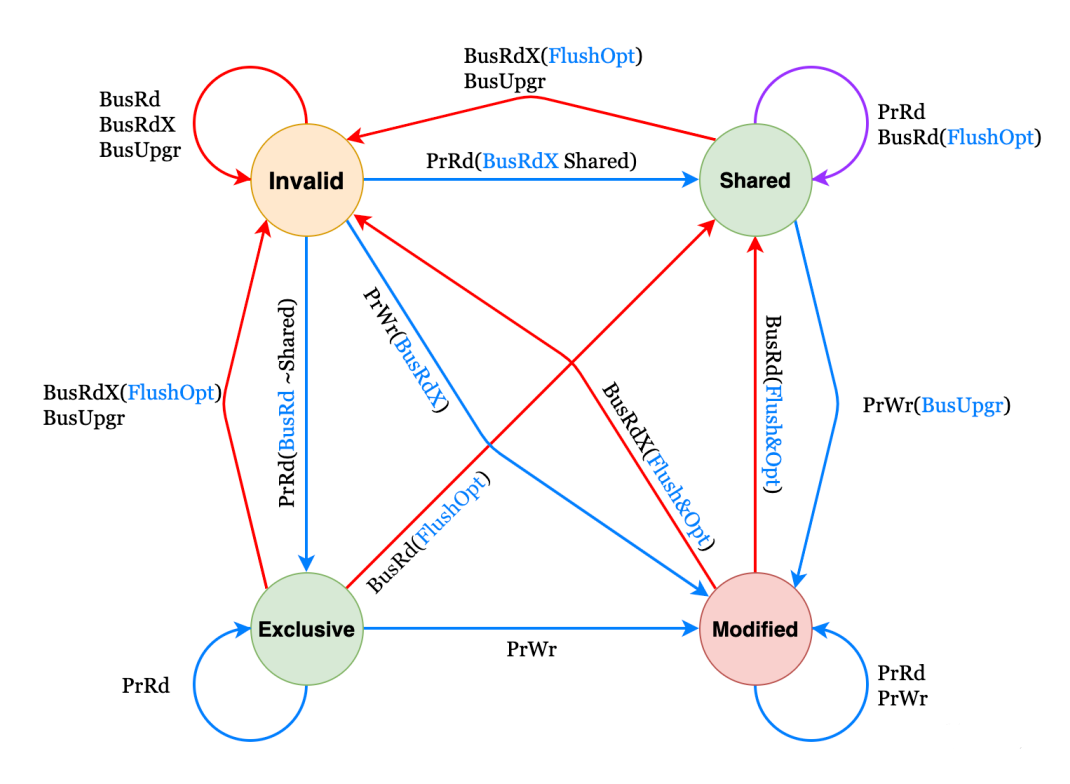 BusRdX(FlushOpt)
BusUpgr
BusRd
BusRdX
BusUpgr
PrRd
BusRd(FlushOpt)
PrRd(BusRdX Shared)
Invalid
Shared
PrWr(BusRdX)
PrRd(BusRd ~Shared)
BusRd(Flush&Opt)
BusRdX(FlushOpt)
BusUpgr
BusRdX(Flush&Opt)
PrWr(BusUpgr)
BusRd(FlushOpt)
Exclusive
Modified
PrWr
PrRd
PrRd
PrWr